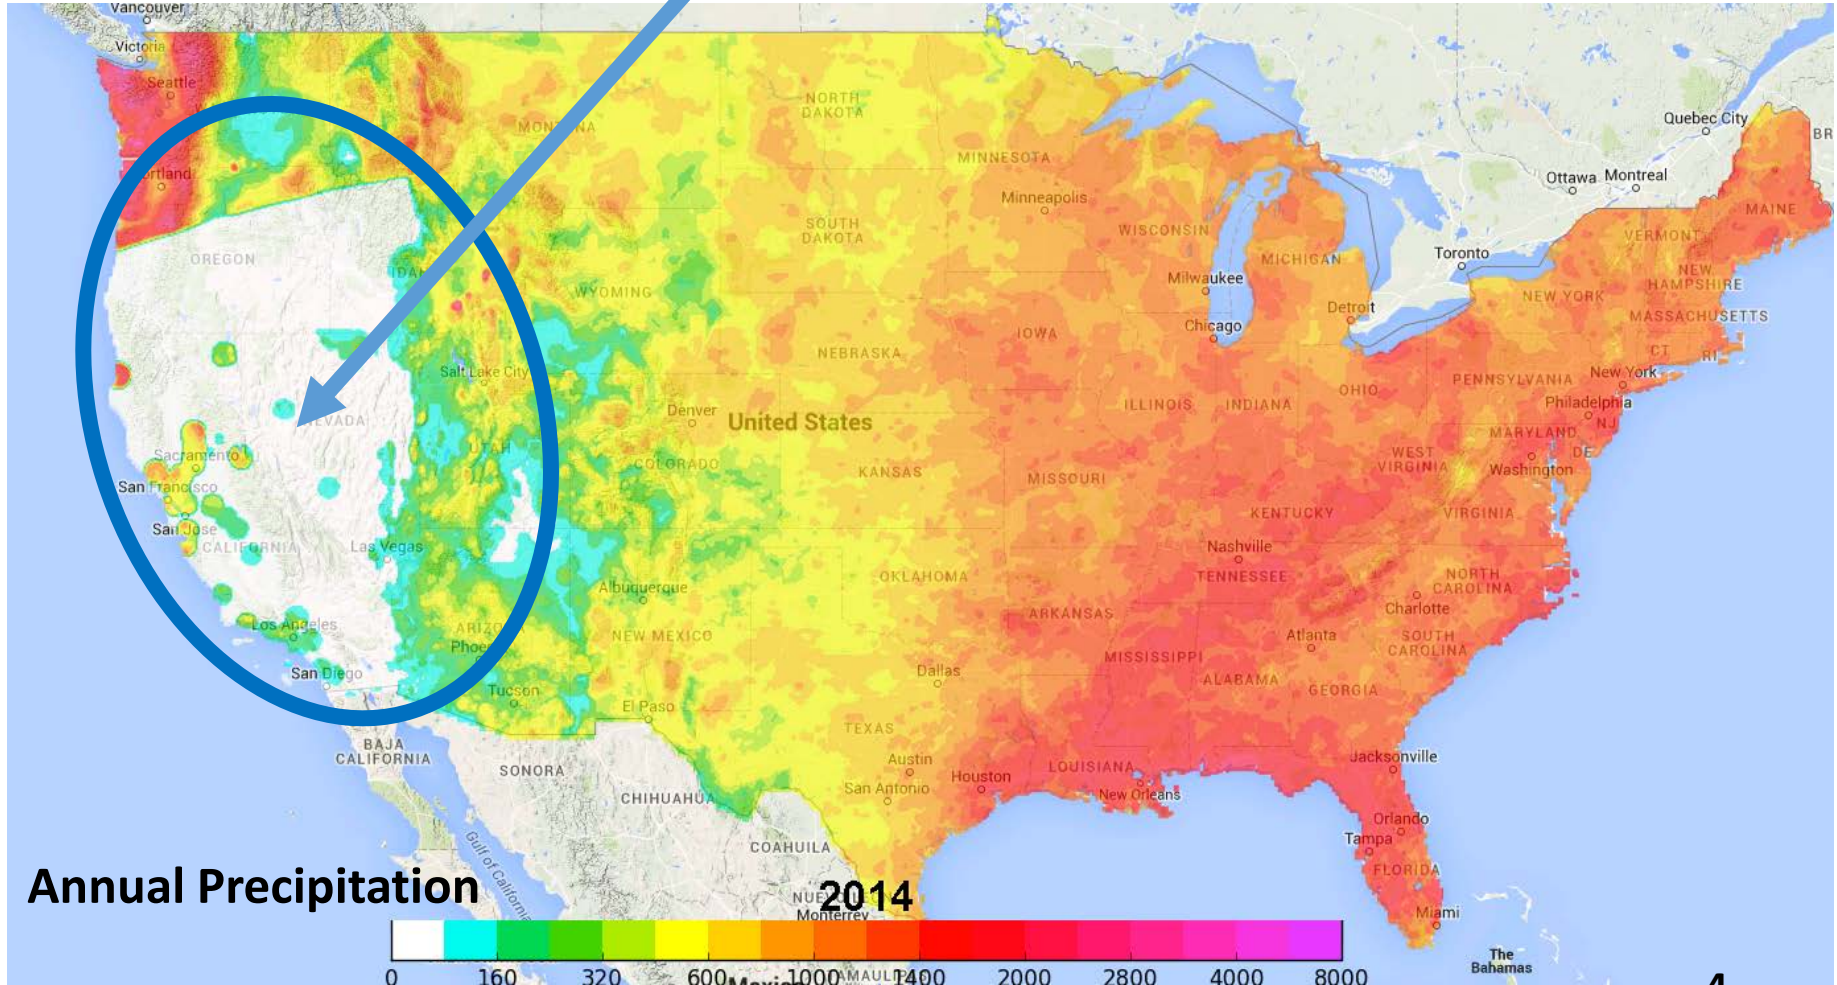 Vancouver
Victoria
Seattle
Quebec City
NORTH
DAKOTA
MONTANA
MINNESOTA
Ottawa
Montreal
Minneapolis
MAINE
SOUTH
DAKOTA
WISCONSIN
VERMONT
Toronto
OREGON
MICHIGAN
NEW
HAMPSHIRE
Milwaukee
WYOMING
NEW YORK
Detroit
MASSACHUSETTS
Chicago
IOWA
NEBRASKA
CT
RI
Salt Lake City
New York
PENNSYLVANIA
OHIO
ILLINOIS
INDIANA
Philadelphia
Denver
United States
NJ
MARYLAND
UTAH
Sacramento
COLORADO
KANSAS
MISSOURI
WEST
VIRGINIA
DE
Washington
San Francisco
KENTUCKY
VIRGINIA
San Jose
CALIFORNIA
Las Vegas
Nashville
OKLAHOMA
TENNESSEE
NORTH
CAROLINA
Albuquerque
ARKANSAS
Charlotte
Los Angeles
NEW MEXICO
Atlanta
SOUTH
CAROLINA
San Diego
MISSISSIPPI
Dallas
ALABAMA
GEORGIA
Tucson
El Paso
TEXAS
BAJA
CALIFORNIA
Austin
Jacksonville
SONORA
LOUISIANA
Houston
San Antonio
New Orleans
CHIHUAHUA
Orlando
Tampa
COAHUILA
Gulf of California
FLORIDA
Annual Precipitation
2014
Monterrey
Miami
The
Bahamas
0 160 320 600 1000 1400 2000 2800 4000 8000
4